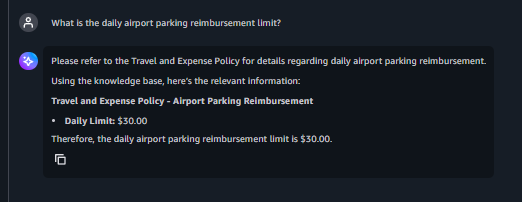 What is the daily airport parking reimbursement limit?
Please refer to the Travel and Expense Policy for details regarding daily airport parking reimbursement.
Using the knowledge base, here's the relevant information:
Travel and Expense Policy - Airport Parking Reimbursement
• Daily Limit: $30.00
Therefore, the daily airport parking reimbursement limit is $30.00.